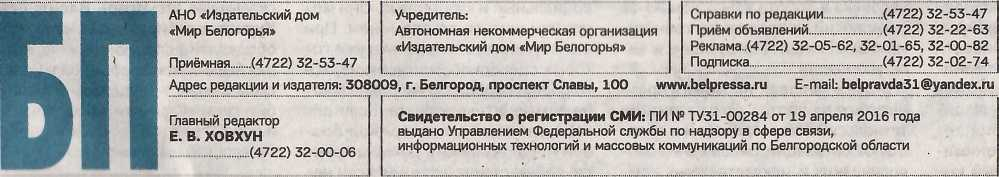 БП
АНО «Издательский дом
«Мир Белогорья»
Приёмная.......(4722) 32-53-47
Учредитель:
Автономная некоммерческая организация
«Издательский дом «Мир Белогорья»
Справки по редакции................(4722) 32-53-47
Приём объявлений..................(4722) 32-22-63
Реклама..(4722) 32-05-62, 32-01-65, 32-00-82
Подписка................................(4722) 32-02-74
Адрес редакции и издателя: 308009, г. Белгород, проспект Славы, 100 www.belpressa.ru E-mail: belpravda31@yandex.ru
Главный редактор
Е. В. ХОВХУН
....................(4722) 32-00-06
Свидетельство о регистрации СМИ: ПИ № ТУ31-00284 от 19 апреля 2016 года
выдано Управлением Федеральной службы по надзору в сфере связи,
информационных технологий и массовых коммуникаций по Белгородской области